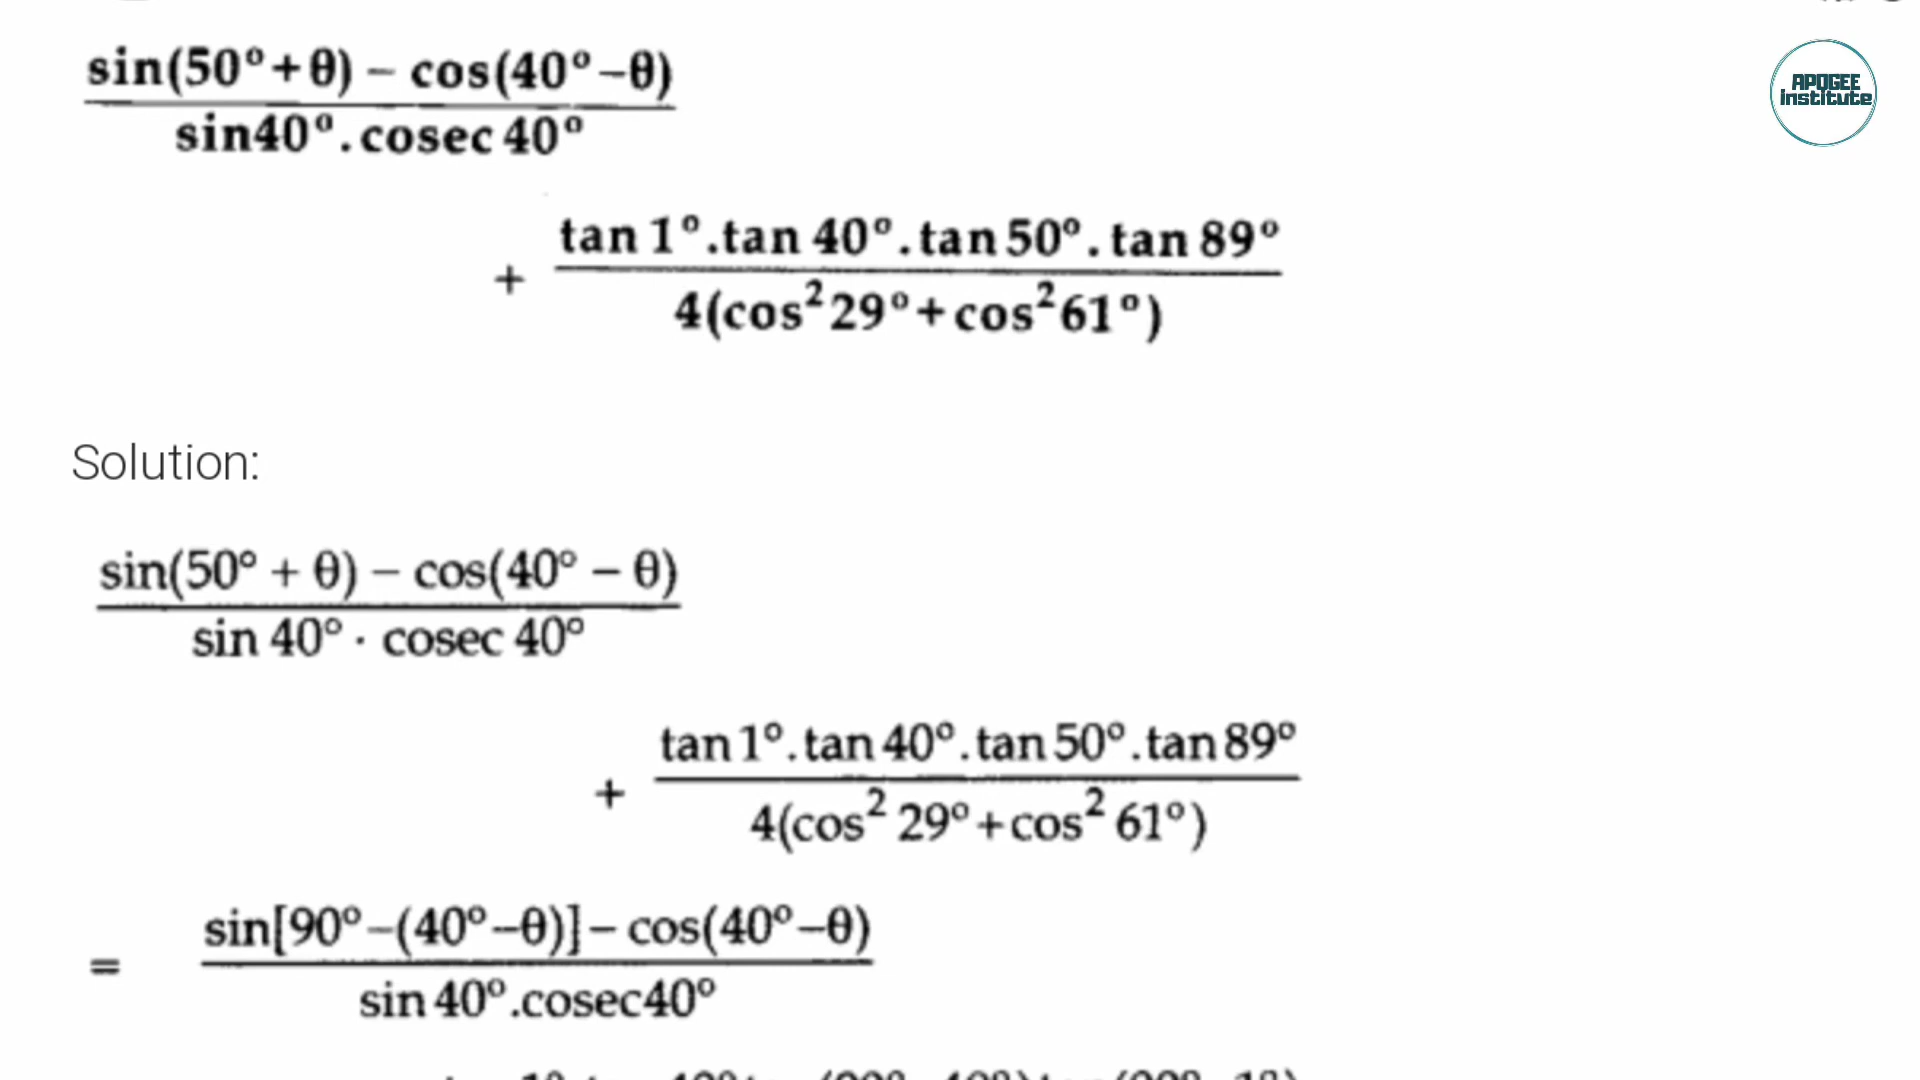 sin(50°+θ) – cos(40°–θ)
sin40°.cosec 40°
APOGEE
institute
tan 1°.tan 40°.tan 50°.tan 89°
+
4(cos²29°+cos²61°)
Solution:
sin(50° + θ) – cos(40° – θ)
sin 40° · cosec 40°
tan 1°.tan 40°.tan 50°.tan 89°
+
4(cos² 29°+cos² 61°)
sin[90°–(40°–θ)]– cos(40°–θ)
=
sin 40°.cosec40°